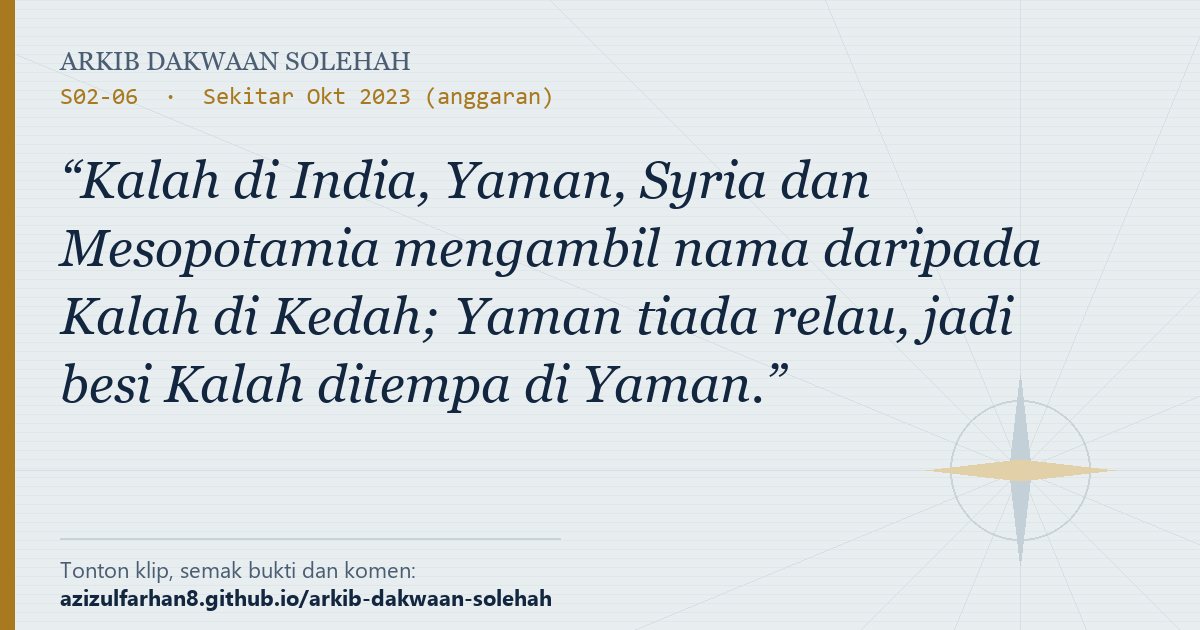 ARKIB DAKWAAN SOLEHAH
S02-06 · Sekitar Okt 2023 (anggaran)
“Kalah di India, Yaman, Syria dan
Mesopotamia mengambil nama daripada
Kalah di Kedah; Yaman tiada relau, jadi
besi Kalah ditempa di Yaman.”
Tonton klip, semak bukti dan komen:
azizulfarhan8.github.io/arkib-dakwaan-solehah